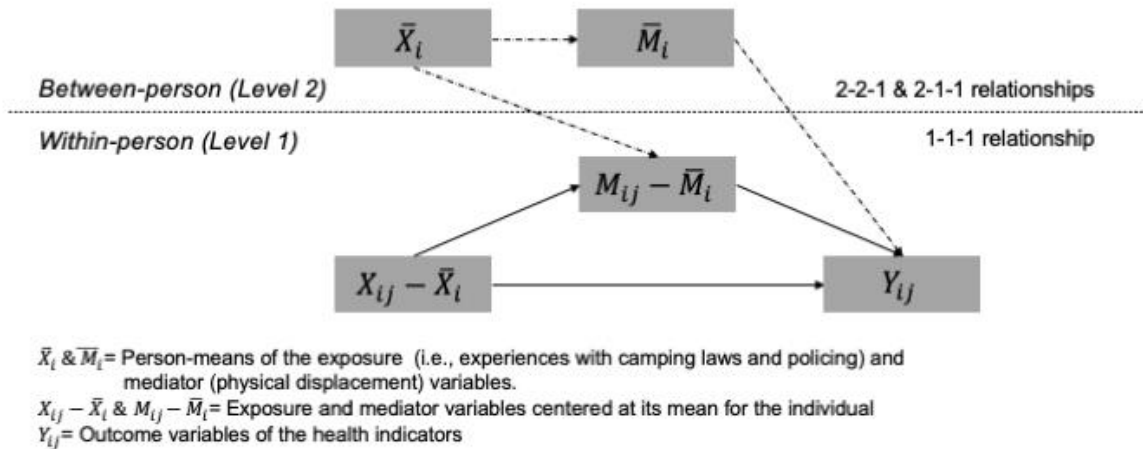 X̄ᵢ M̄ᵢ
Between-person (Level 2) 2-2-1 & 2-1-1 relationships
Within-person (Level 1) 1-1-1 relationship
Mᵢⱼ − M̄ᵢ
Xᵢⱼ − X̄ᵢ Yᵢⱼ
X̄ᵢ & M̄ᵢ= Person-means of the exposure (i.e., experiences with camping laws and policing) and
mediator (physical displacement) variables.
Xᵢⱼ − X̄ᵢ & Mᵢⱼ − M̄ᵢ= Exposure and mediator variables centered at its mean for the individual
Yᵢⱼ= Outcome variables of the health indicators